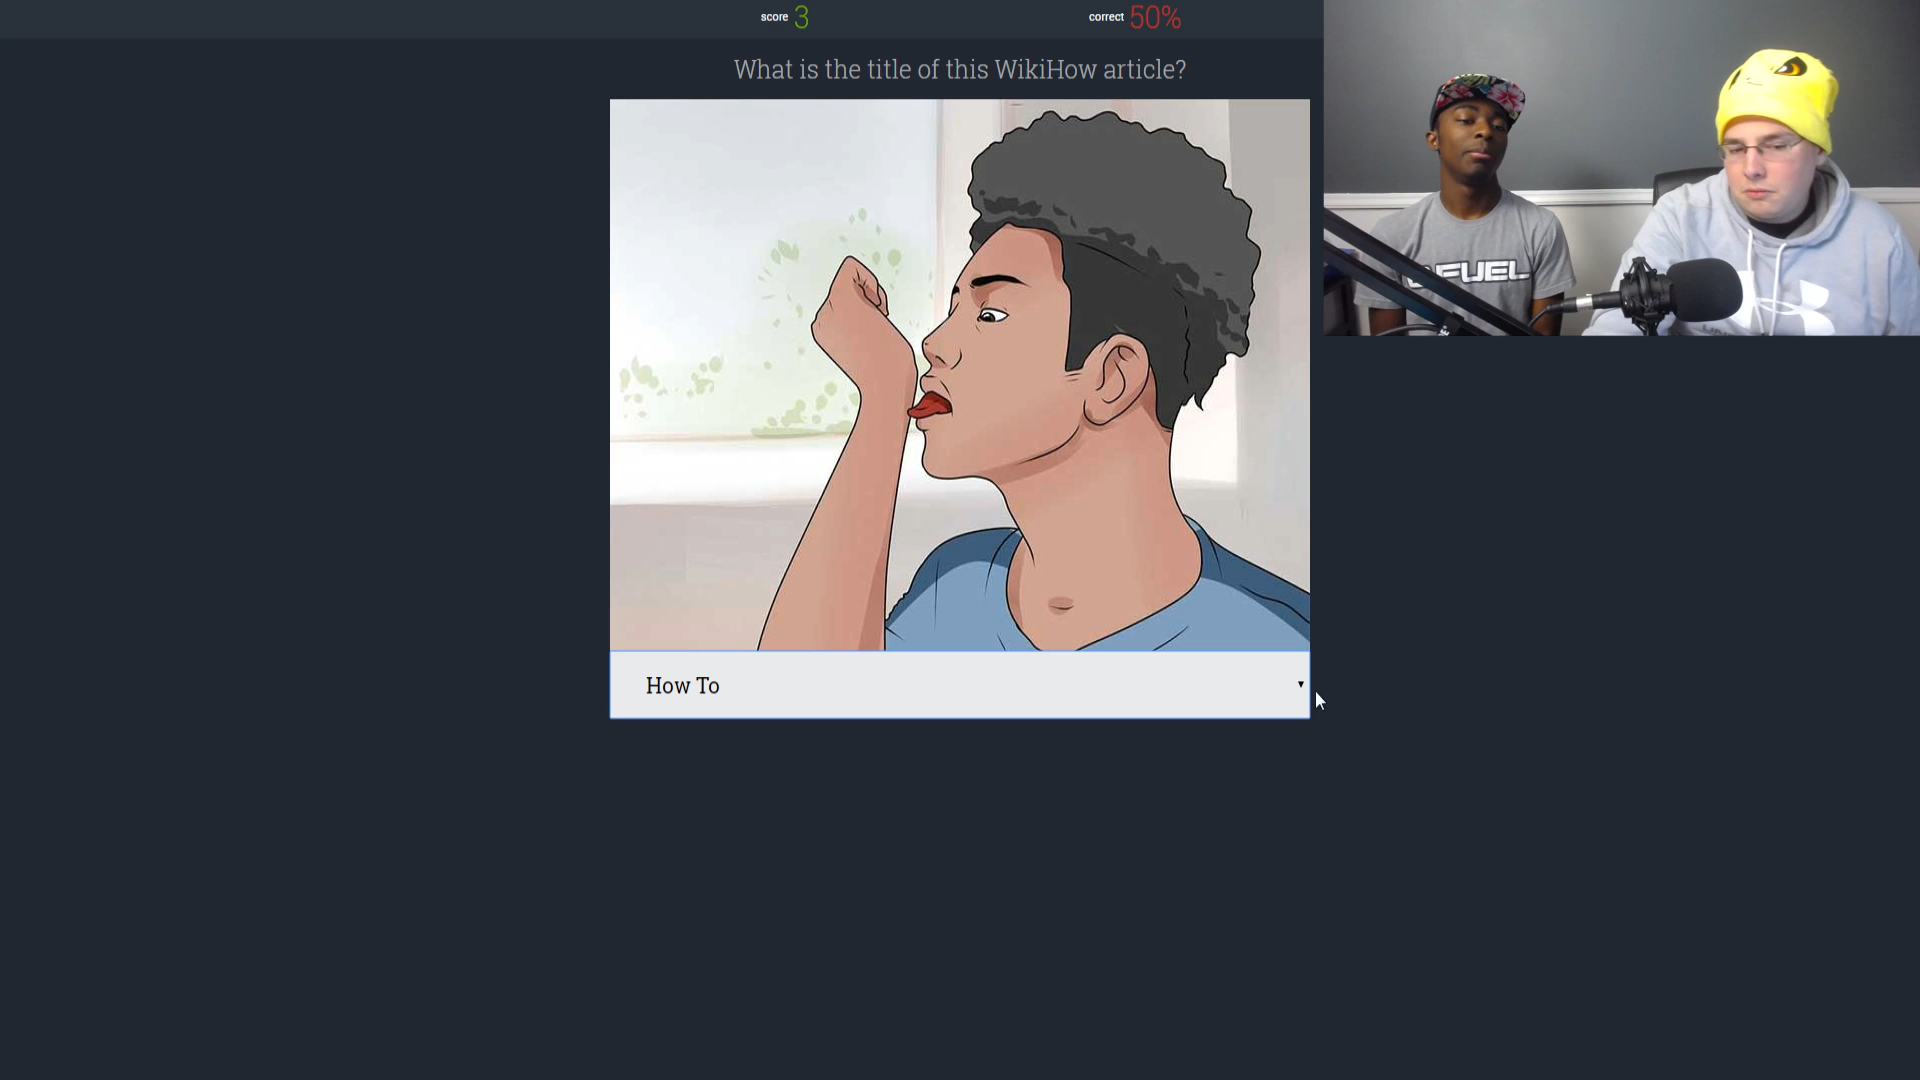 score 3
correct 50%
What is the title of this WikiHow article?
How To
FUEL